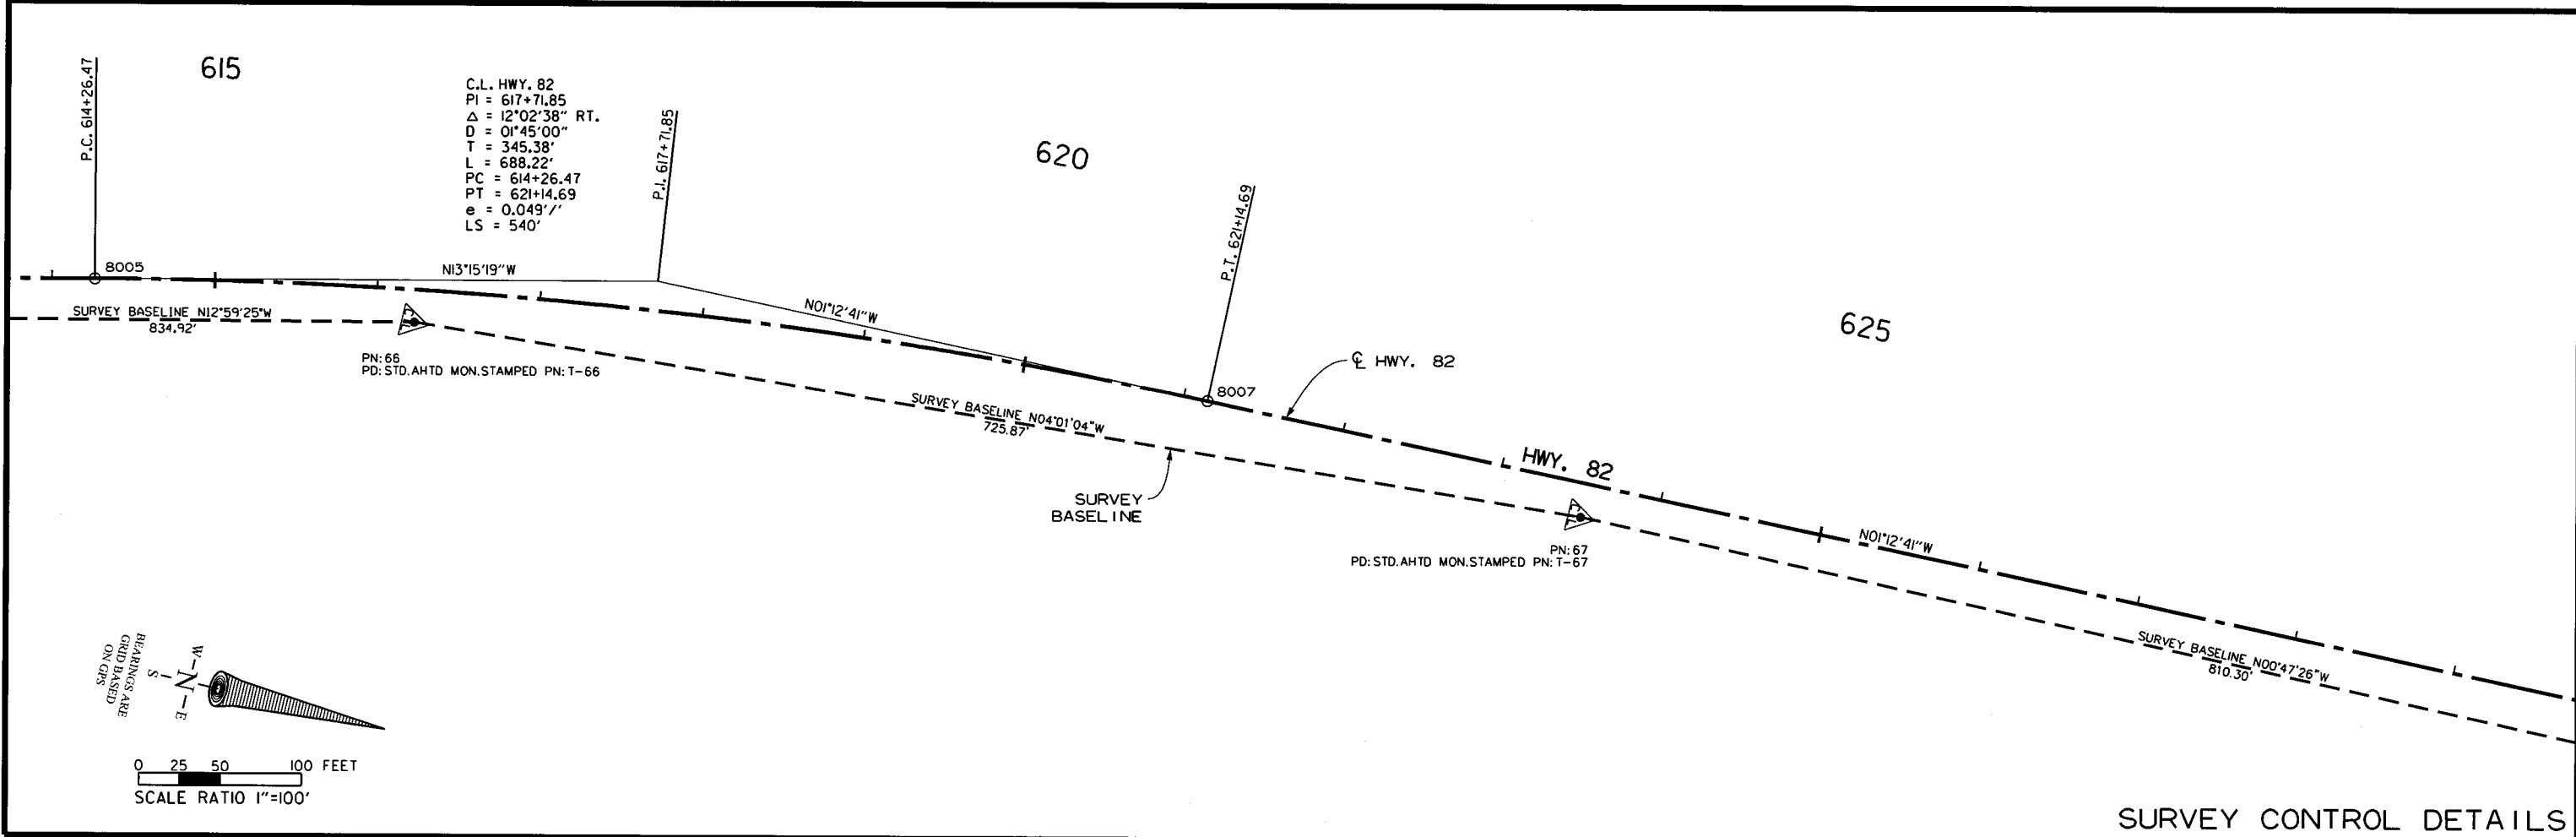 P.C. 614+26.47
615
C.L. HWY. 82
PI = 617+71.85
Δ = 12°02'38" RT.
D = 01°45'00"
T = 345.38'
L = 688.22'
PC = 614+26.47
PT = 621+14.69
e = 0.049'/'
LS = 540'
P.I. 617+71.85
620
P.T. 621+14.69
625
8005
N13°15'19"W
N01°12'41"W
SURVEY BASELINE N12°59'25"W
834.92'
PN: 66
PD: STD. AHTD MON. STAMPED PN: T-66
SURVEY BASELINE N04°01'04"W
725.87'
8007
℄ HWY. 82
HWY. 82
SURVEY
BASELINE
PN: 67
PD: STD. AHTD MON. STAMPED PN: T-67
N01°12'41"W
SURVEY BASELINE N00°47'26"W
810.30'
BEARINGS ARE
GRID BASED
ON GPS
W
S
N
E
0 25 50 100 FEET
SCALE RATIO 1"=100'
SURVEY CONTROL DETAILS